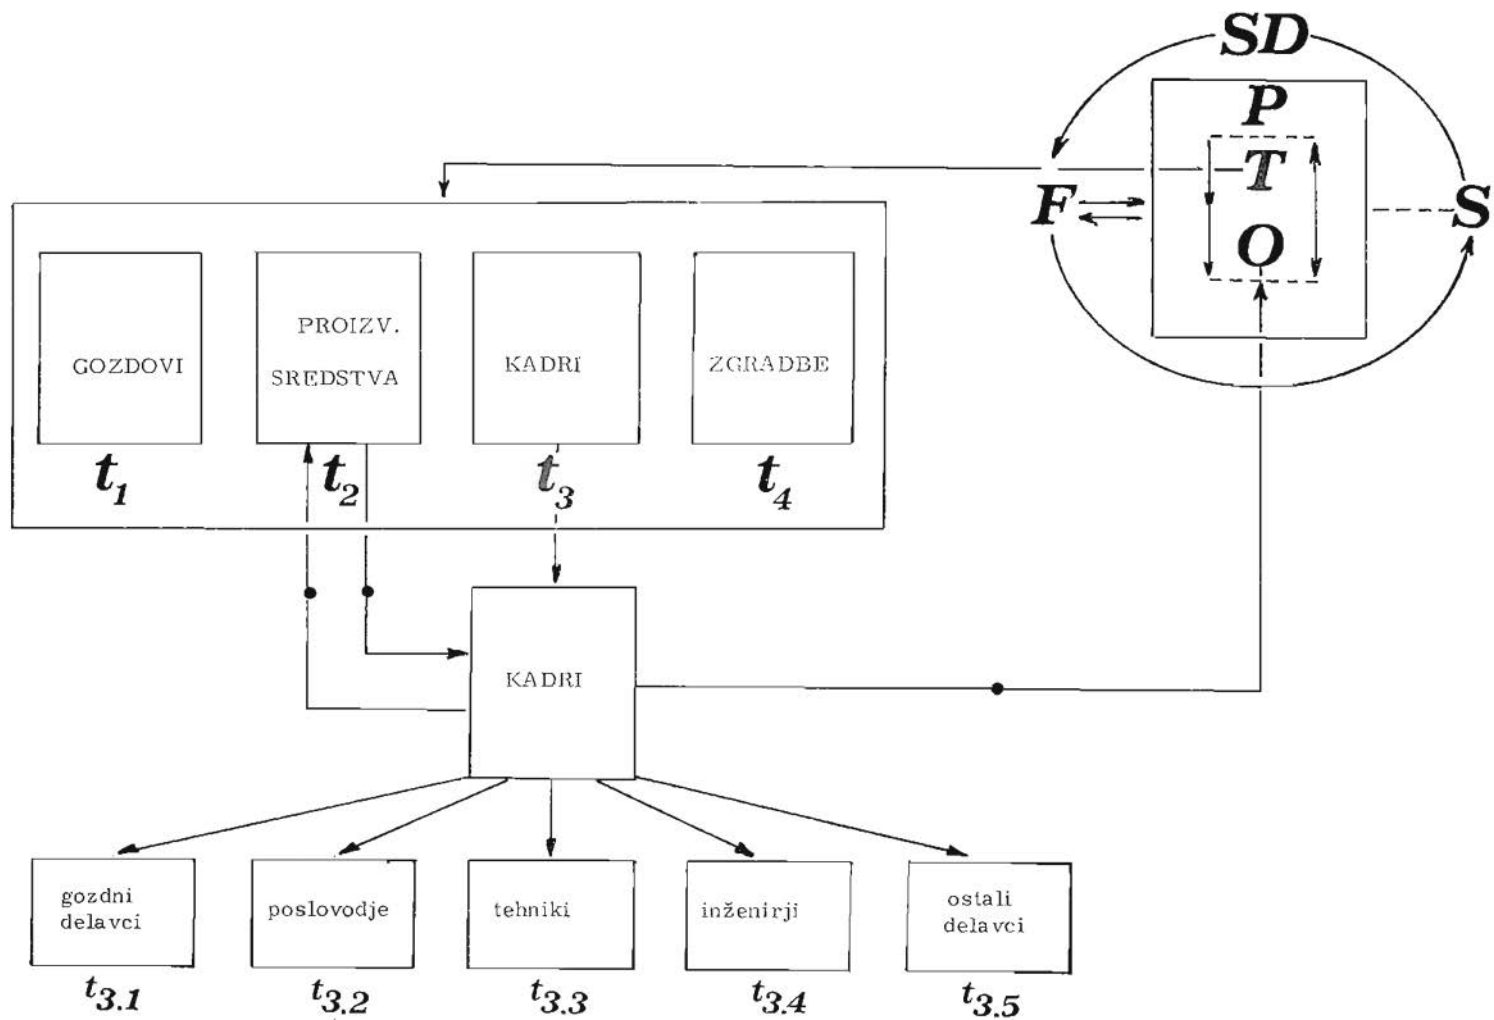 SD
P
T
F
S
O
GOZDOVI
PROIZV.
SREDSTVA
KADRI
ZGRADBE
t1
t2
t3
t4
KADRI
gozdni
delavci
poslovodje
tehniki
inženirji
ostali
delavci
t3.1
t3.2
t3.3
t3.4
t3.5